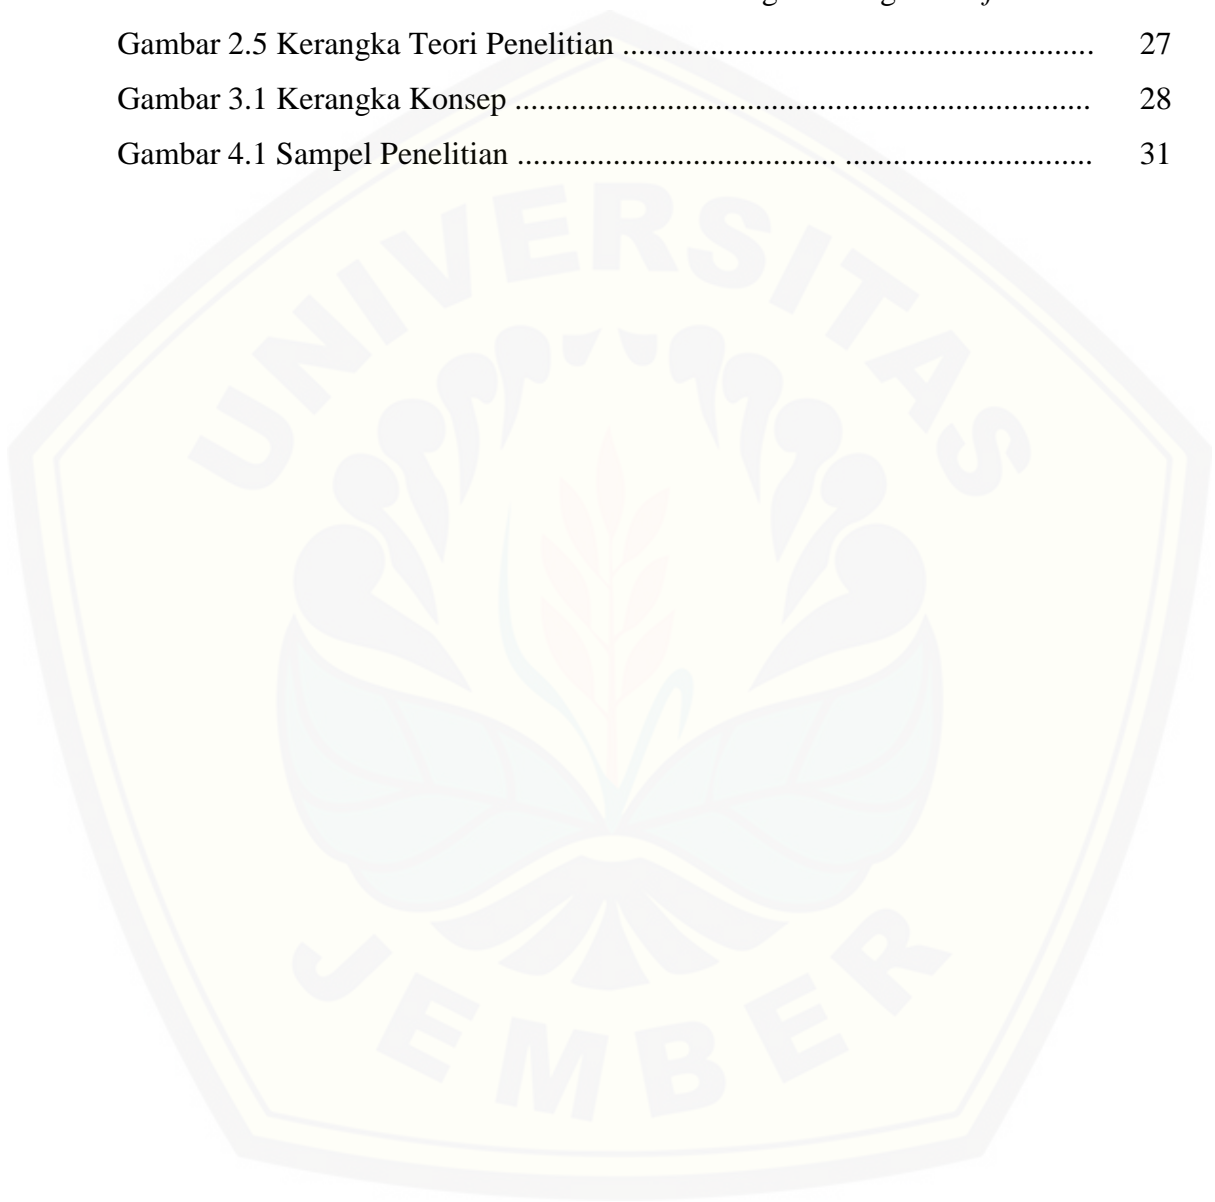 Gambar 2.5 Kerangka Teori Penelitian ........................................................... 27
Gambar 3.1 Kerangka Konsep ........................................................................ 28
Gambar 4.1 Sampel Penelitian ........................................ ............................... 31
UNIVERSITAS
JEMBER